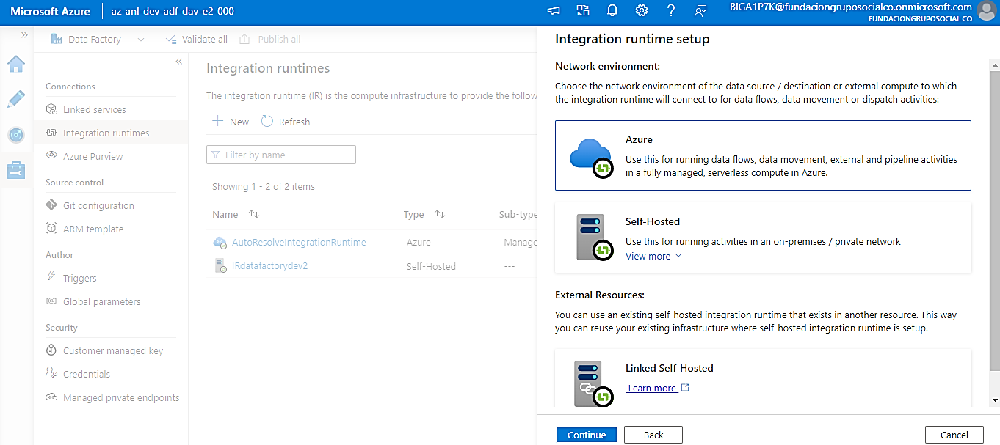 Microsoft Azure
az-anl-dev-adf-dav-e2-000
BIGA1P7K@fundaciongruposocialco.onmicrosoft.com
FUNDACIONGRUPOSOCIAL.CO
Data Factory
Validate all
Publish all
Connections
Linked services
Integration runtimes
Azure Purview
Source control
Git configuration
ARM template
Author
Triggers
Global parameters
Security
Customer managed key
Credentials
Managed private endpoints
Integration runtimes
The integration runtime (IR) is the compute infrastructure to provide the follow
New
Refresh
Filter by name
Showing 1 - 2 of 2 items
Name Type Sub-type
AutoResolveIntegrationRuntime Azure Manage
IRdatafactorydev2 Self-Hosted ---
Integration runtime setup
Network environment:
Choose the network environment of the data source / destination or external compute to which
the integration runtime will connect to for data flows, data movement or dispatch activities:
Azure
Use this for running data flows, data movement, external and pipeline activities
in a fully managed, serverless compute in Azure.
Self-Hosted
Use this for running activities in an on-premises / private network
View more
External Resources:
You can use an existing self-hosted integration runtime that exists in another resource. This way
you can reuse your existing infrastructure where self-hosted integration runtime is setup.
Linked Self-Hosted
Learn more
Continue
Back
Cancel